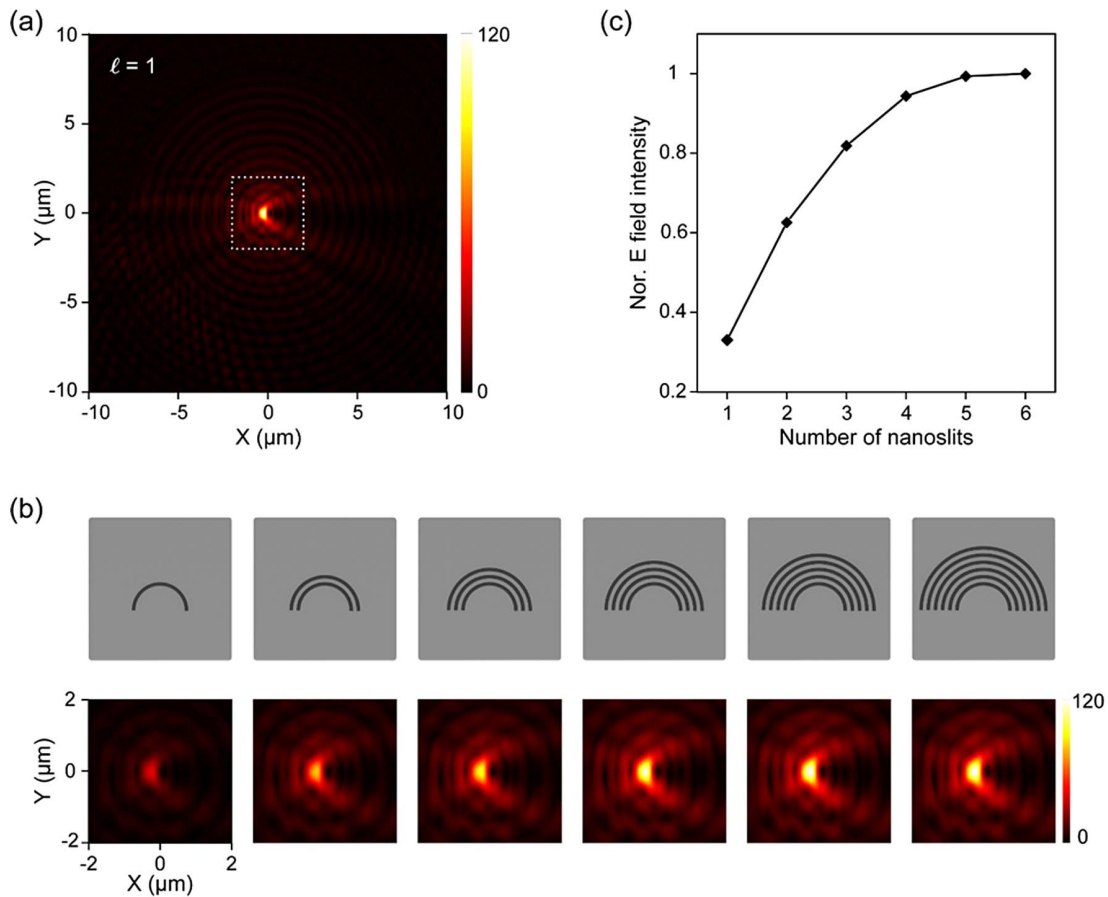 (a)
10
5
0
-5
-10
Y (µm)
ℓ = 1
-10 -5 0 5 10
X (µm)
120
0
(c)
1
0.8
0.6
0.4
0.2
Nor. E field intensity
1 2 3 4 5 6
Number of nanoslits
(b)
2
0
-2
Y (µm)
-2 0 2
X (µm)
120
0